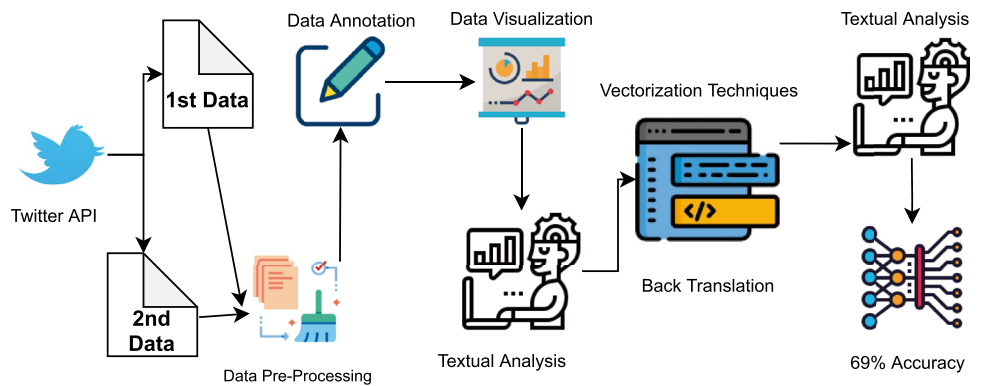 Data Annotation
Data Visualization
Textual Analysis
1st Data
Vectorization Techniques
Twitter API
</>
Back Translation
2nd
Data
Textual Analysis
69% Accuracy
Data Pre-Processing